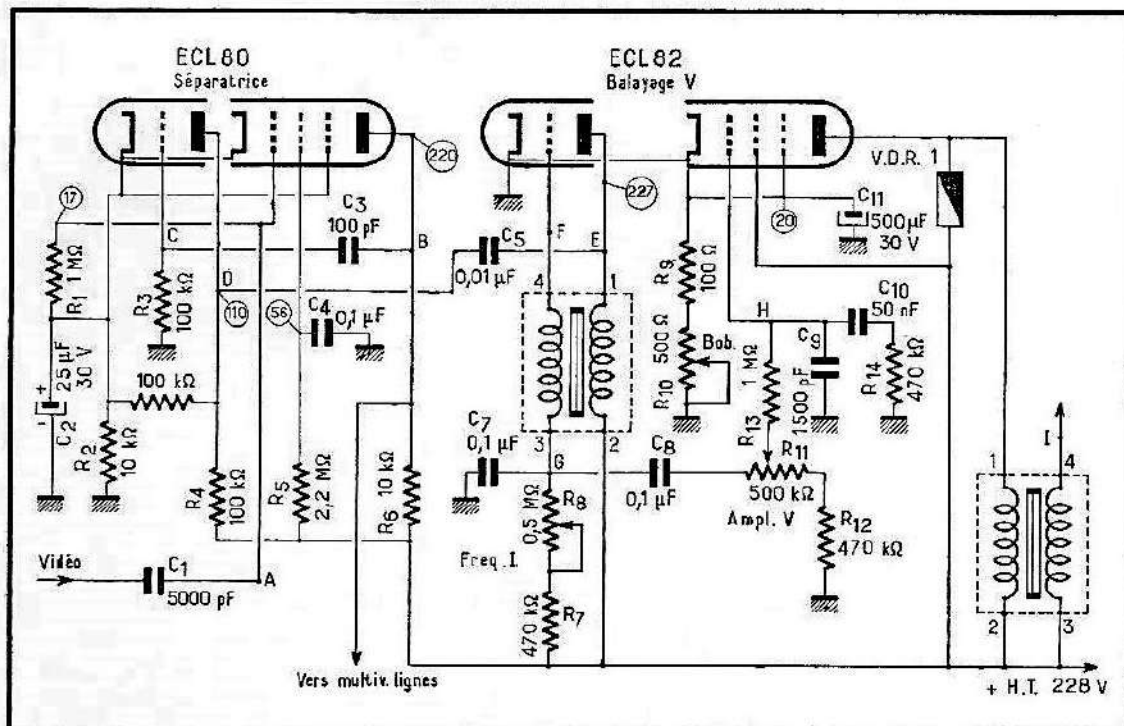 ECL80
Séparatrice
ECL82
Balayage V
220
V.D.R. 1
17
227
C11
500 µF
30 V
20
C3
100 pF
C
B
F
E
C5
0,01 µF
R1
1 MΩ
R3
100 kΩ
D
110
56
C4
0,1 µF
4
1
R9
100 Ω
H
C10
50 nF
+
25 µF
30 V
-
C2
100 kΩ
R10
500 Ω
Bob.
R13
1 MΩ
C9
1500 pF
R14
470 kΩ
R2
10 kΩ
C7
0,1 µF
3
2
G
C8
0,1 µF
R11
500 kΩ
Ampl. V
R4
100 kΩ
R5
2,2 MΩ
R6
10 kΩ
R8
0,5 MΩ
Freq. I
R12
470 kΩ
I
1
4
Vidéo
C1
5000 pF
A
R7
470 kΩ
2
3
Vers multiv. lignes
+ H.T. 228 V